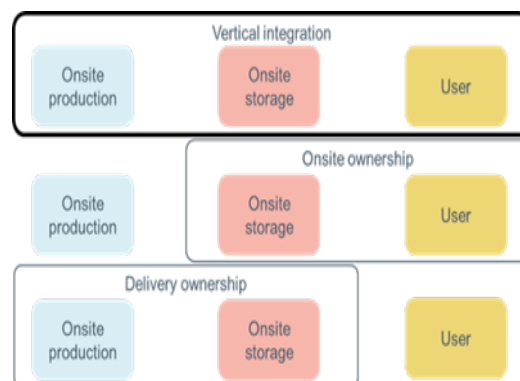 Vertical integration
Onsite
production
Onsite
storage
User
Onsite ownership
Onsite
production
Onsite
storage
User
Delivery ownership
Onsite
production
Onsite
storage
User